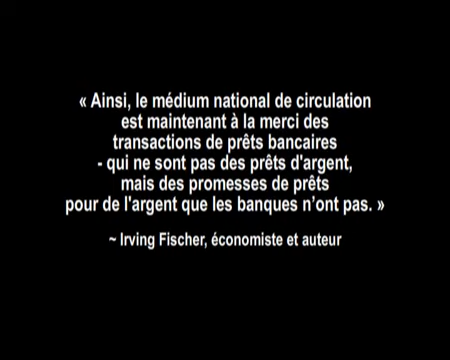 « Ainsi, le médium national de circulation
est maintenant à la merci des
transactions de prêts bancaires
- qui ne sont pas des prêts d'argent,
mais des promesses de prêts
pour de l'argent que les banques n'ont pas. »
~ Irving Fischer, économiste et auteur